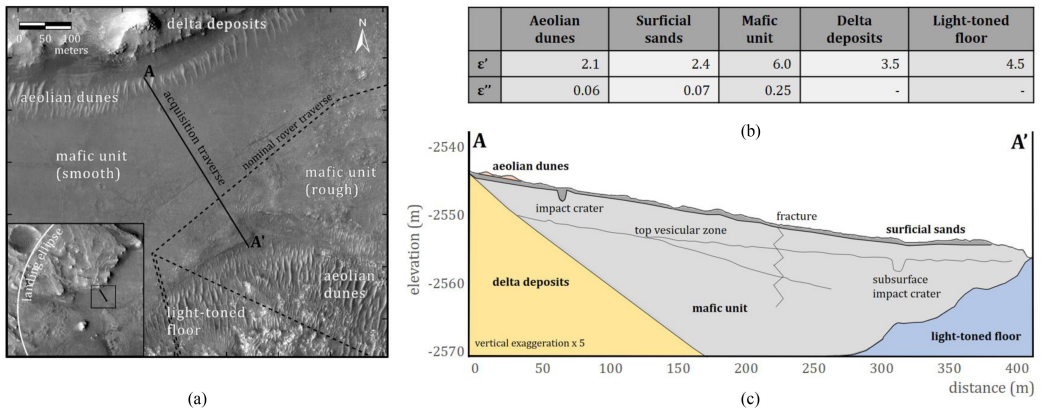 0 50 100
meters
delta deposits
N
A
aeolian dunes
acquisition traverse
nominal rover traverse
mafic unit
(smooth)
mafic unit
(rough)
A'
landing ellipse
aeolian
dunes
light-toned
floor
(a)
Aeolian dunes Surficial sands Mafic unit Delta deposits Light-toned floor
ε' 2.1 2.4 6.0 3.5 4.5
ε'' 0.06 0.07 0.25 - -
(b)
A A'
-2540
aeolian dunes
impact crater
-2550
top vesicular zone
fracture
surficial sands
elevation (m)
subsurface
impact crater
-2560
delta deposits
mafic unit
light-toned floor
vertical exaggeration x 5
-2570
0 50 100 150 200 250 300 350 400
distance (m)
(c)